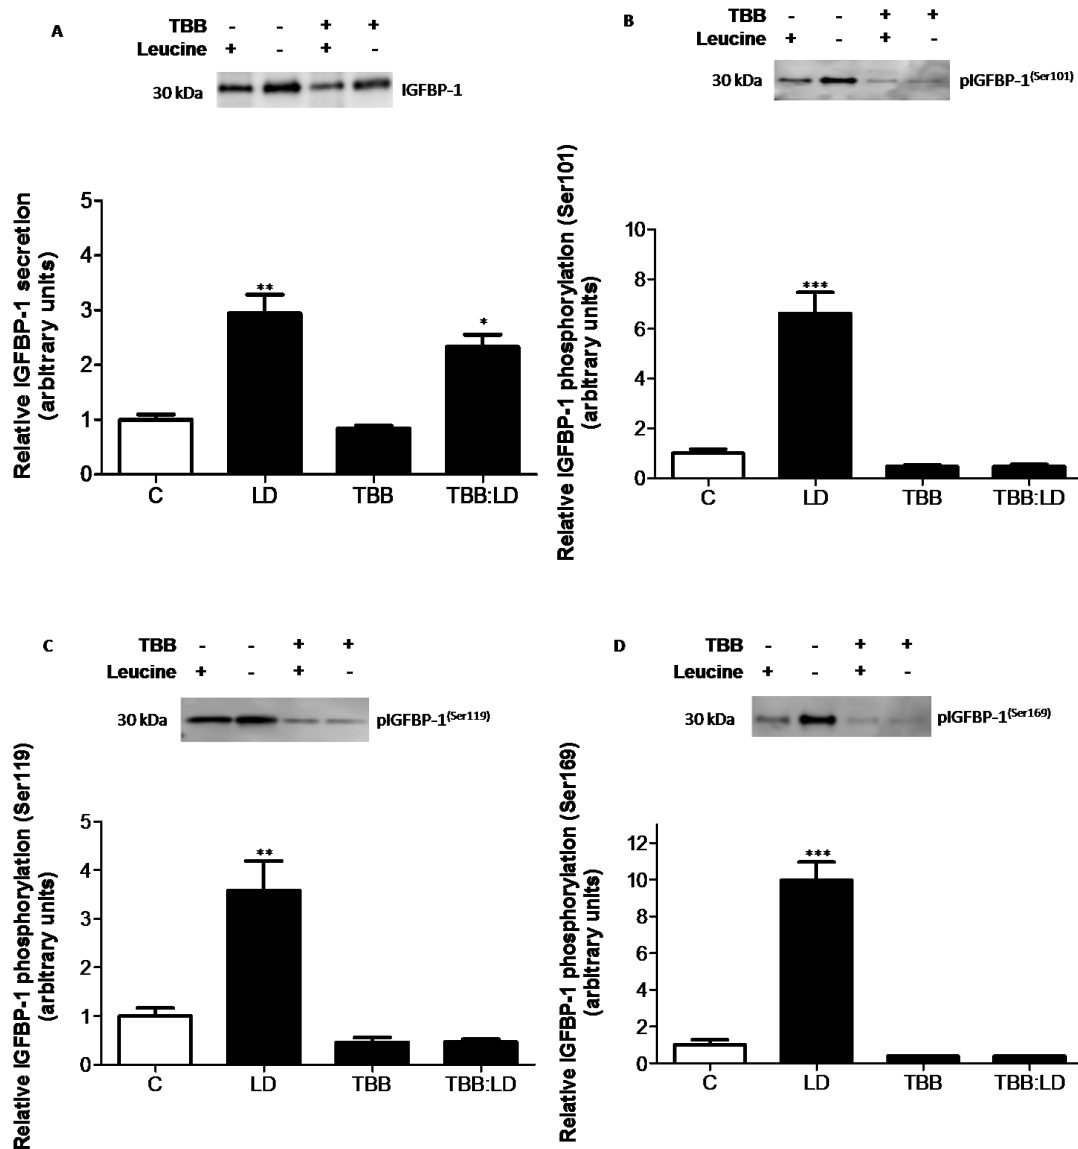 A
TBB - - + +
Leucine + - + -
30 kDa
IGFBP-1
Relative IGFBP-1 secretion
(arbitrary units)
5
4
3
2
1
0
**
*
C LD TBB TBB:LD
B
TBB - - + +
Leucine + - + -
30 kDa
pIGFBP-1(Ser101)
Relative IGFBP-1 phosphorylation (Ser101)
(arbitrary units)
10
8
6
4
2
0
***
C LD TBB TBB:LD
C
TBB - - + +
Leucine + - + -
30 kDa
pIGFBP-1(Ser119)
Relative IGFBP-1 phosphorylation (Ser119)
(arbitrary units)
5
4
3
2
1
0
**
C LD TBB TBB:LD
D
TBB - - + +
Leucine + - + -
30 kDa
pIGFBP-1(Ser169)
Relative IGFBP-1 phosphorylation (Ser169)
(arbitrary units)
12
10
8
6
4
2
0
***
C LD TBB TBB:LD